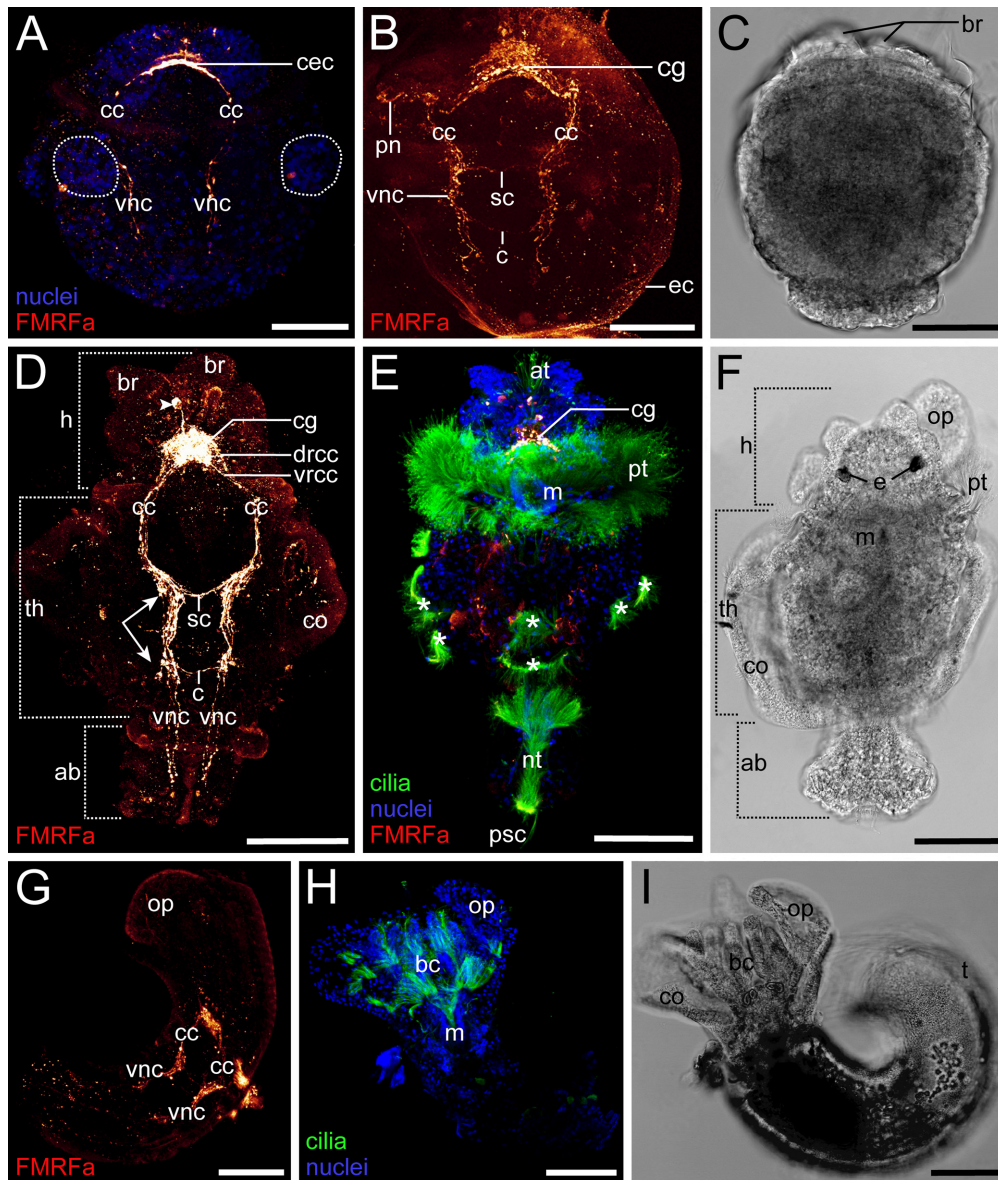 A
cec
cc
cc
vnc
vnc
nuclei
FMRFa
B
cg
cc
cc
pn
sc
vnc
c
ec
FMRFa
C
br
D
br
br
h
cg
drcc
vrcc
cc
cc
th
sc
co
c
vnc
vnc
ab
FMRFa
E
at
cg
pt
m
*
*
*
*
*
*
nt
cilia
nuclei
FMRFa
psc
F
op
h
e
pt
m
th
co
ab
G
op
cc
cc
vnc
vnc
FMRFa
H
op
bc
m
cilia
nuclei
I
op
t
bc
co